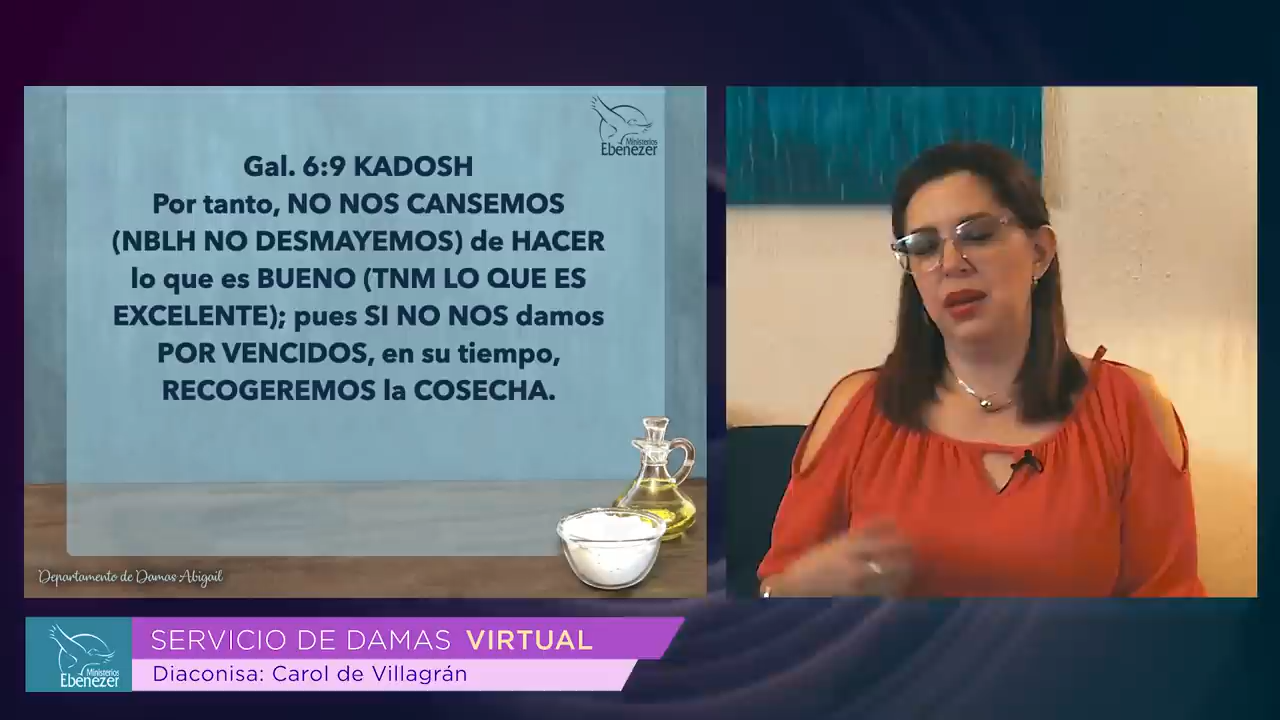 Ministerios
Ebenezer
Gal. 6:9 KADOSH
Por tanto, NO NOS CANSEMOS
(NBLH NO DESMAYEMOS) de HACER
lo que es BUENO (TNM LO QUE ES
EXCELENTE); pues SI NO NOS damos
POR VENCIDOS, en su tiempo,
RECOGEREMOS la COSECHA.
Departamento de Damas Abigail
Ministerios
Ebenezer
SERVICIO DE DAMAS VIRTUAL
Diaconisa: Carol de Villagrán